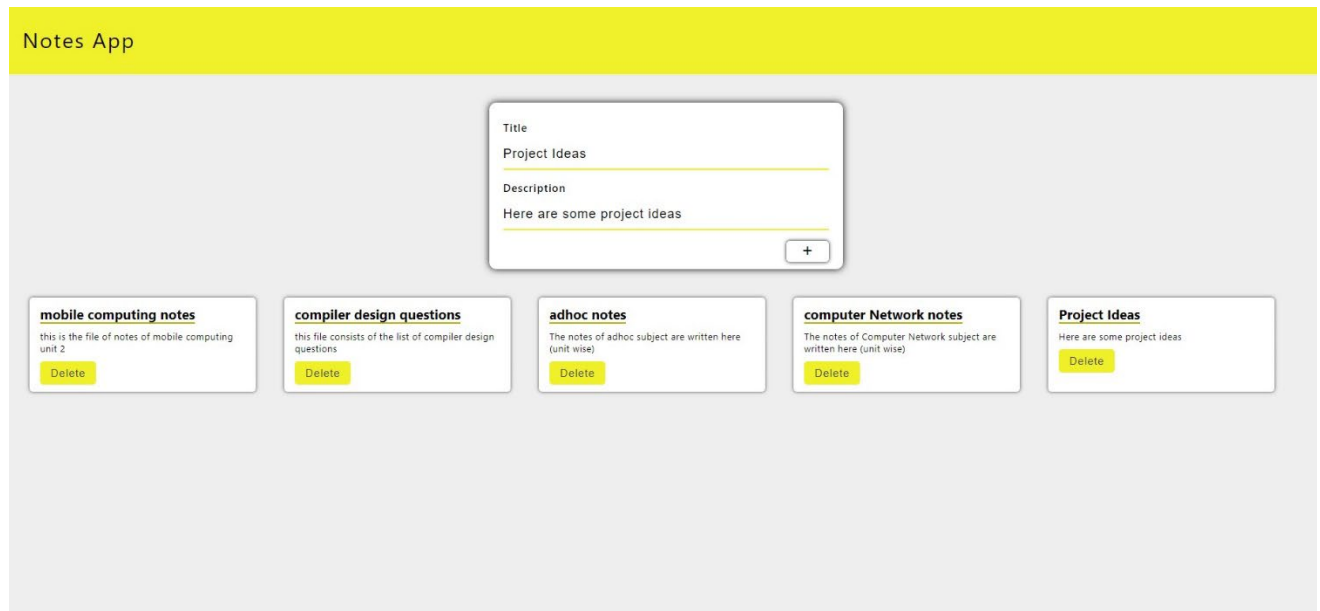 Notes App
Title
Project Ideas
Description
Here are some project ideas
+
mobile computing notes
this is the file of notes of mobile computing
unit 2
Delete
compiler design questions
this file consists of the list of compiler design
questions
Delete
adhoc notes
The notes of adhoc subject are written here
(unit wise)
Delete
computer Network notes
The notes of Computer Network subject are
written here (unit wise)
Delete
Project Ideas
Here are some project ideas
Delete